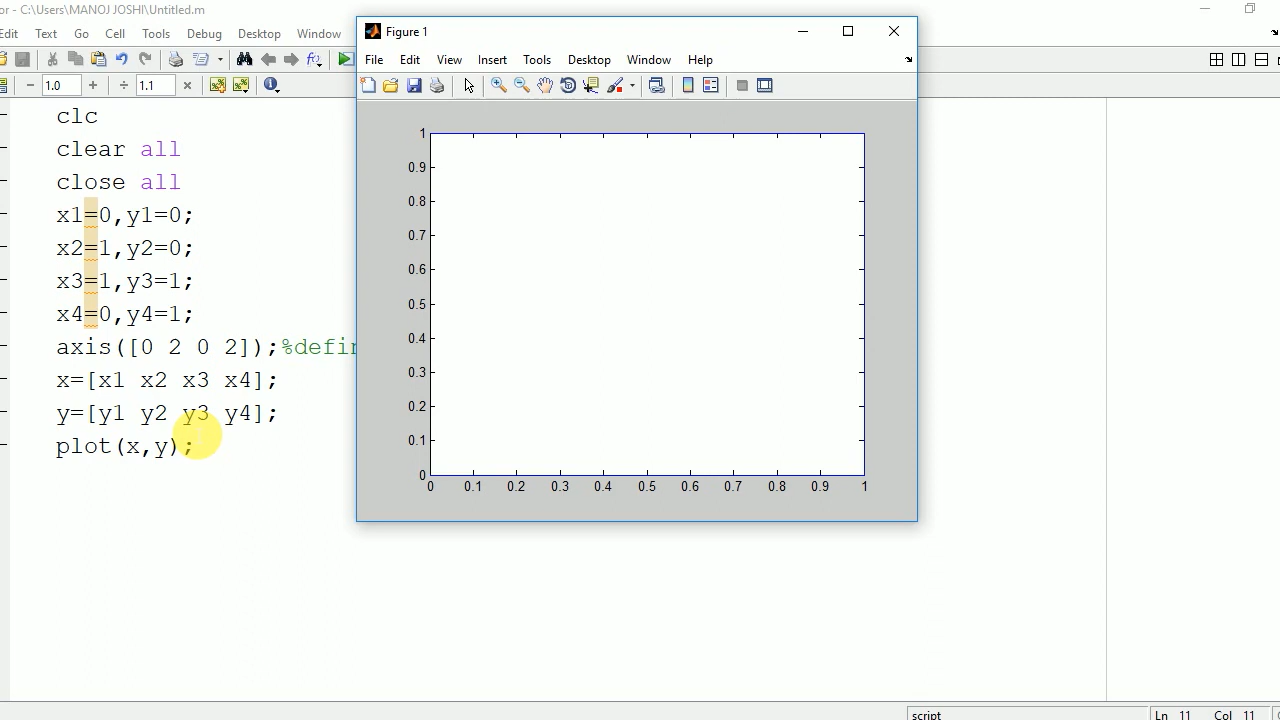 or - C:\Users\MANOJ JOSHI\Untitled.m
Edit Text Go Cell Tools Debug Desktop Window
1.0 1.1
clc
clear all
close all
x1=0,y1=0;
x2=1,y2=0;
x3=1,y3=1;
x4=0,y4=1;
axis([0 2 0 2]);%defin
x=[x1 x2 x3 x4];
y=[y1 y2 y3 y4];
plot(x,y);
Figure 1
File Edit View Insert Tools Desktop Window Help
1
0.9
0.8
0.7
0.6
0.5
0.4
0.3
0.2
0.1
0
0 0.1 0.2 0.3 0.4 0.5 0.6 0.7 0.8 0.9 1
script Ln 11 Col 11